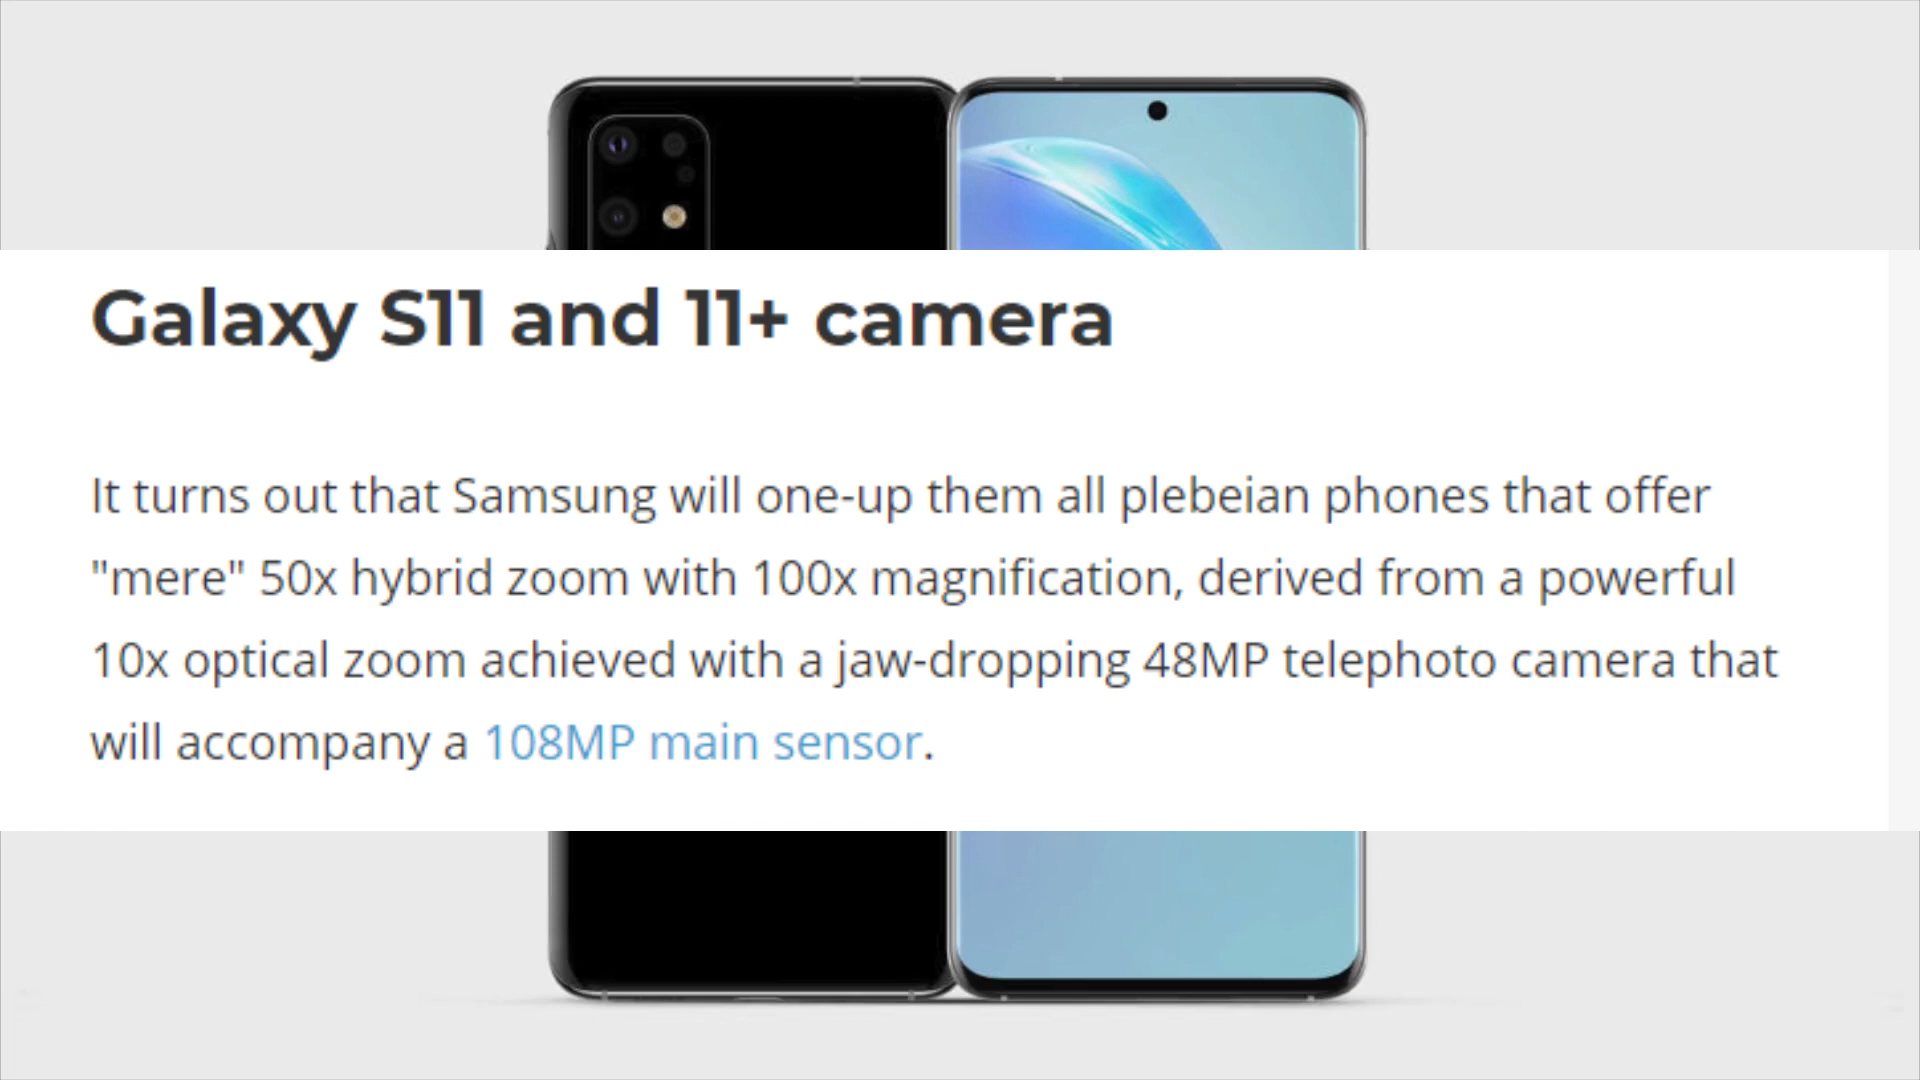 Galaxy S11 and 11+ camera
It turns out that Samsung will one-up them all plebeian phones that offer
"mere" 50x hybrid zoom with 100x magnification, derived from a powerful
10x optical zoom achieved with a jaw-dropping 48MP telephoto camera that
will accompany a 108MP main sensor.